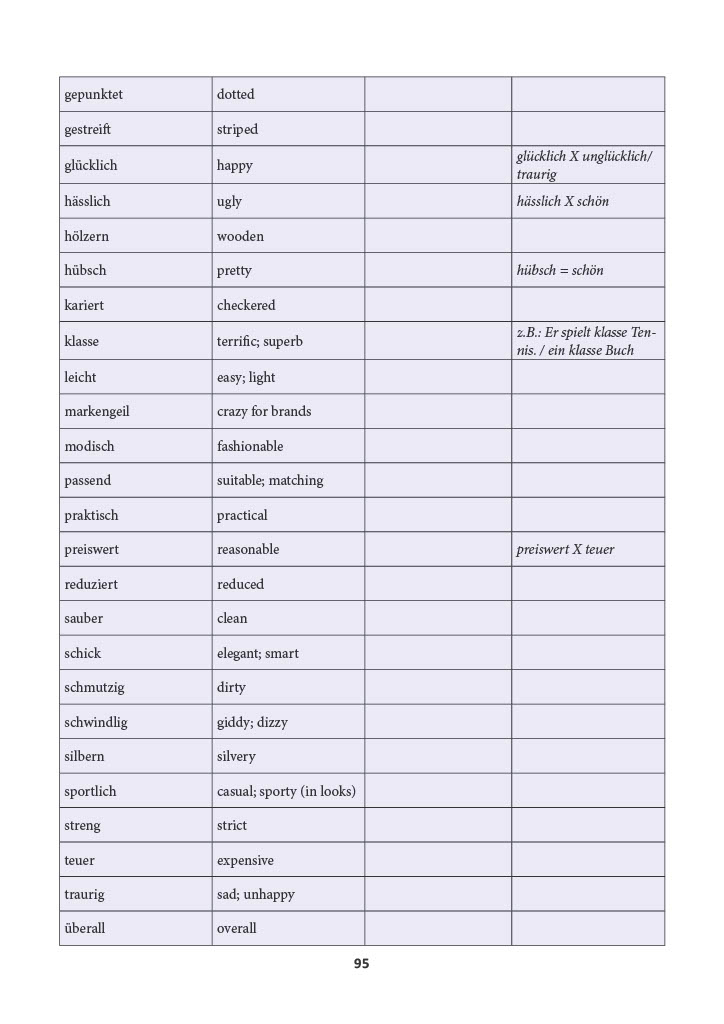 gepunktet dotted
gestreift striped
glücklich happy glücklich X unglücklich/
traurig
hässlich ugly hässlich X schön
hölzern wooden
hübsch pretty hübsch = schön
kariert checkered
klasse terrific; superb z.B.: Er spielt klasse Ten-
nis. / ein klasse Buch
leicht easy; light
markengeil crazy for brands
modisch fashionable
passend suitable; matching
praktisch practical
preiswert reasonable preiswert X teuer
reduziert reduced
sauber clean
schick elegant; smart
schmutzig dirty
schwindlig giddy; dizzy
silbern silvery
sportlich casual; sporty (in looks)
streng strict
teuer expensive
traurig sad; unhappy
überall overall
95